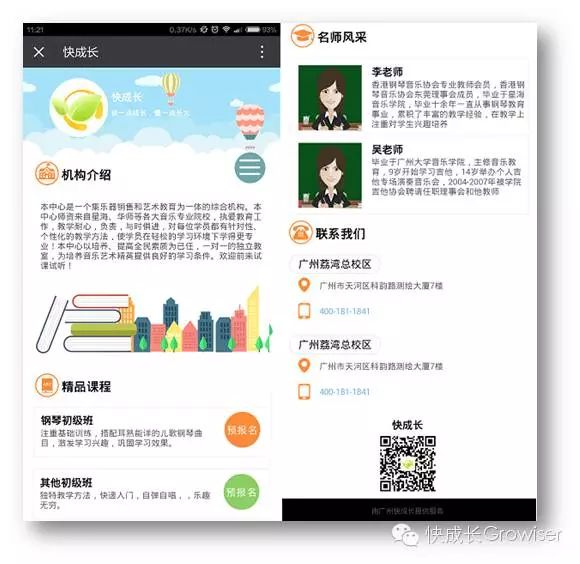 11:21
0.37K/s
93%
快成长
快成长
快一点成长，慢一点长大
机构介绍
本中心是一个集乐器销售和艺术教育为一体的综合机构。本
中心师资来自星海、华师等各大音乐专业院校，执爱教育工
作，教学耐心，负责，与时俱进，对每位学员都有针对性、
个性化的教学方法，使学员在轻松的学习环境下学得更专
业！本中心以培养、提高全民素质为已任，一对一的独立教
室，为培养音乐艺术精英提供良好的学习条件。欢迎前来试
课试听！
精品课程
钢琴初级班
注重基础训练，搭配耳熟能详的儿歌钢琴曲
目，激发学习兴趣，巩固学习效果。
预报名
其他初级班
独特教学方法，快速入门，自弹自唱，，乐趣
无穷。
预报名
名师风采
李老师
香港钢琴音乐协会专业教师会员，香港钢
琴音乐协会东莞理事会成员，毕业于星海
音乐学院，毕业十余年一直从事钢琴教育
事业，累积了丰富的教学经验，在教学上
注重对学生兴趣培养
吴老师
毕业于广州大学音乐学院，主修音乐教
育，9岁开始学习吉他，14岁举办个人吉
他专场演奏音乐会，2004-2007年被学院
吉他协会聘请任职理事会和他教师
联系我们
广州荔湾总校区
广州市天河区科韵路测绘大厦7楼
400-181-1841
广州荔湾总校区
广州市天河区科韵路测绘大厦7楼
400-181-1841
快成长
由广州快成长提供服务
快成长Growiser